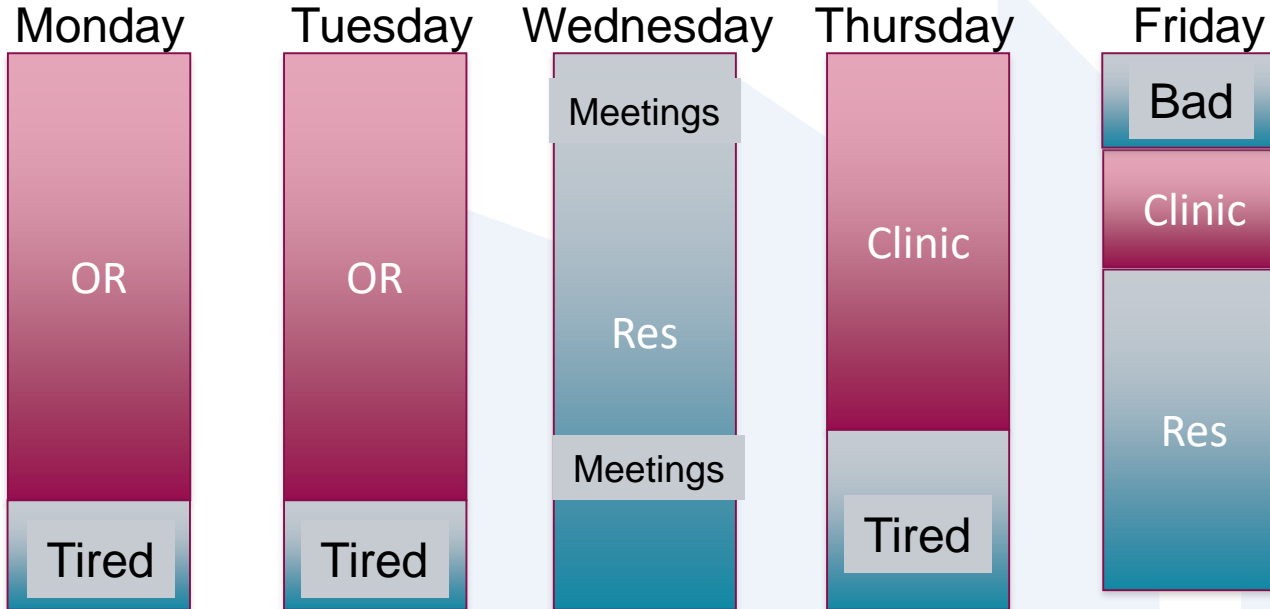 Monday
Tuesday
Wednesday
Thursday
Friday
OR
Tired
OR
Tired
Meetings
Res
Meetings
Clinic
Tired
Bad
Clinic
Res